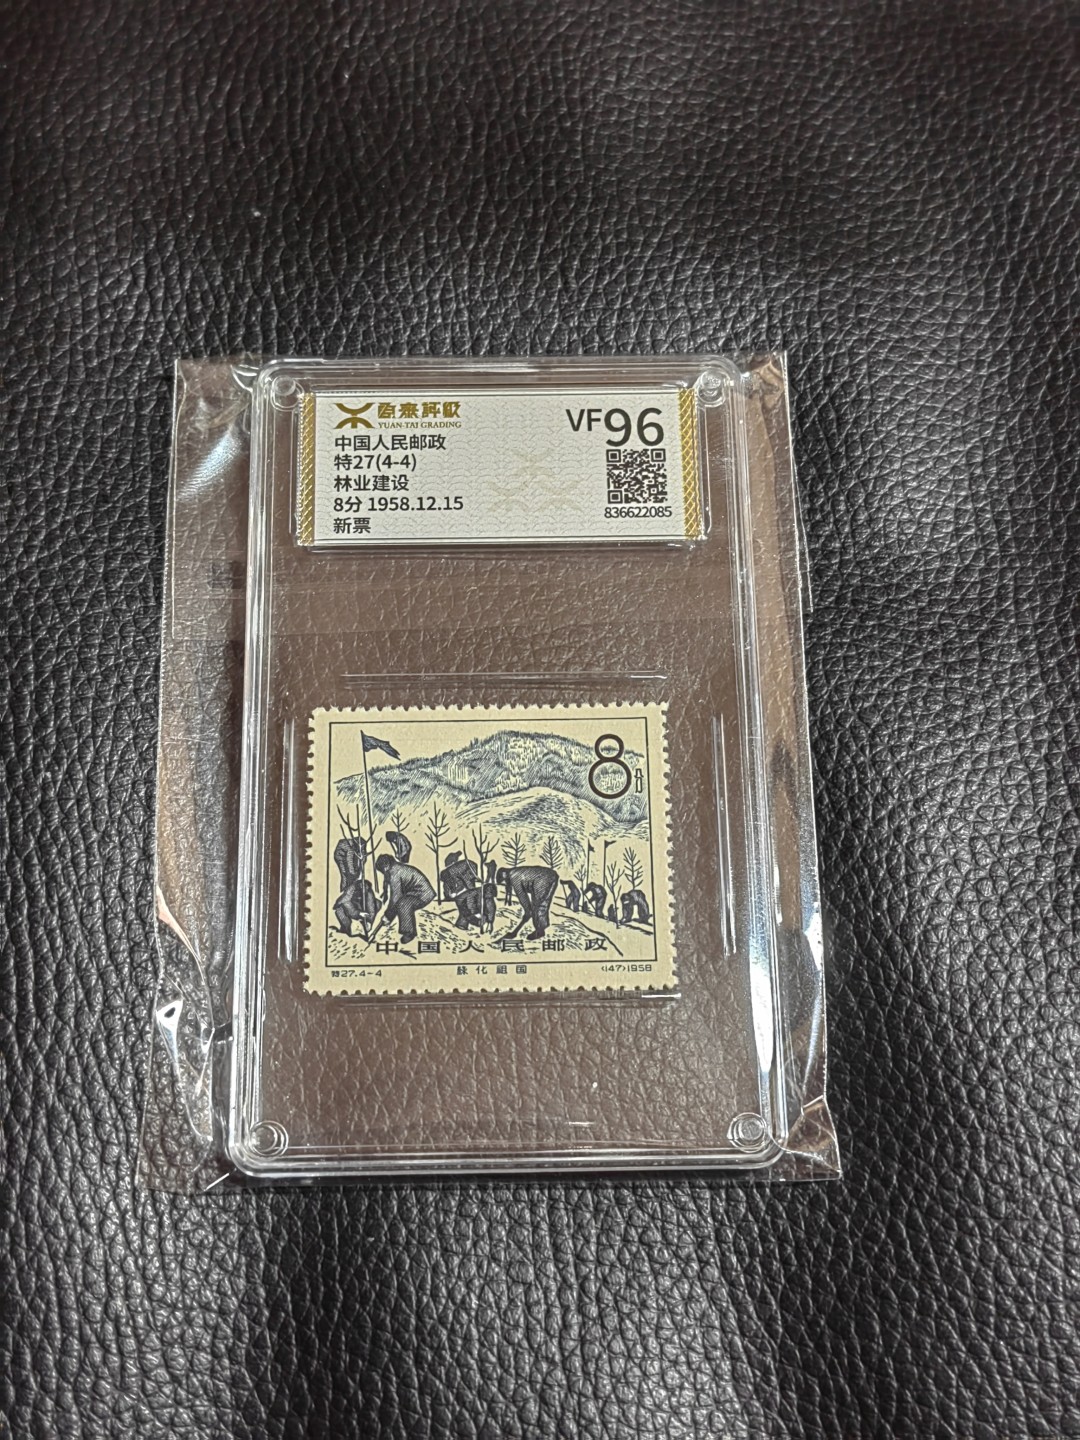 源泰評級
YUAN TAI GRADING
中国人民邮政
特27(4-4)
林业建设
8分 1958.12.15
新票
VF96
836622085
8分
中国人民邮政
特27.4-4
綠化祖国
(147)1958